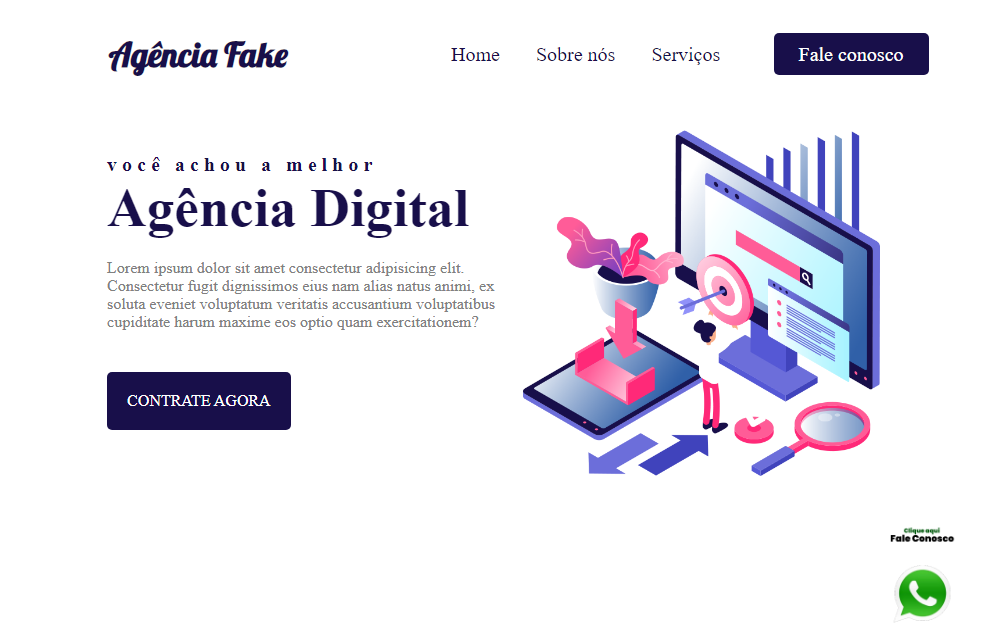 Agência Fake
Home
Sobre nós
Serviços
Fale conosco
você achou a melhor
Agência Digital
Lorem ipsum dolor sit amet consectetur adipisicing elit.
Consectetur fugit dignissimos eius nam alias natus animi, ex
soluta eveniet voluptatum veritatis accusantium voluptatibus
cupiditate harum maxime eos optio quam exercitationem?
CONTRATE AGORA
Clique aqui
Fale Conosco